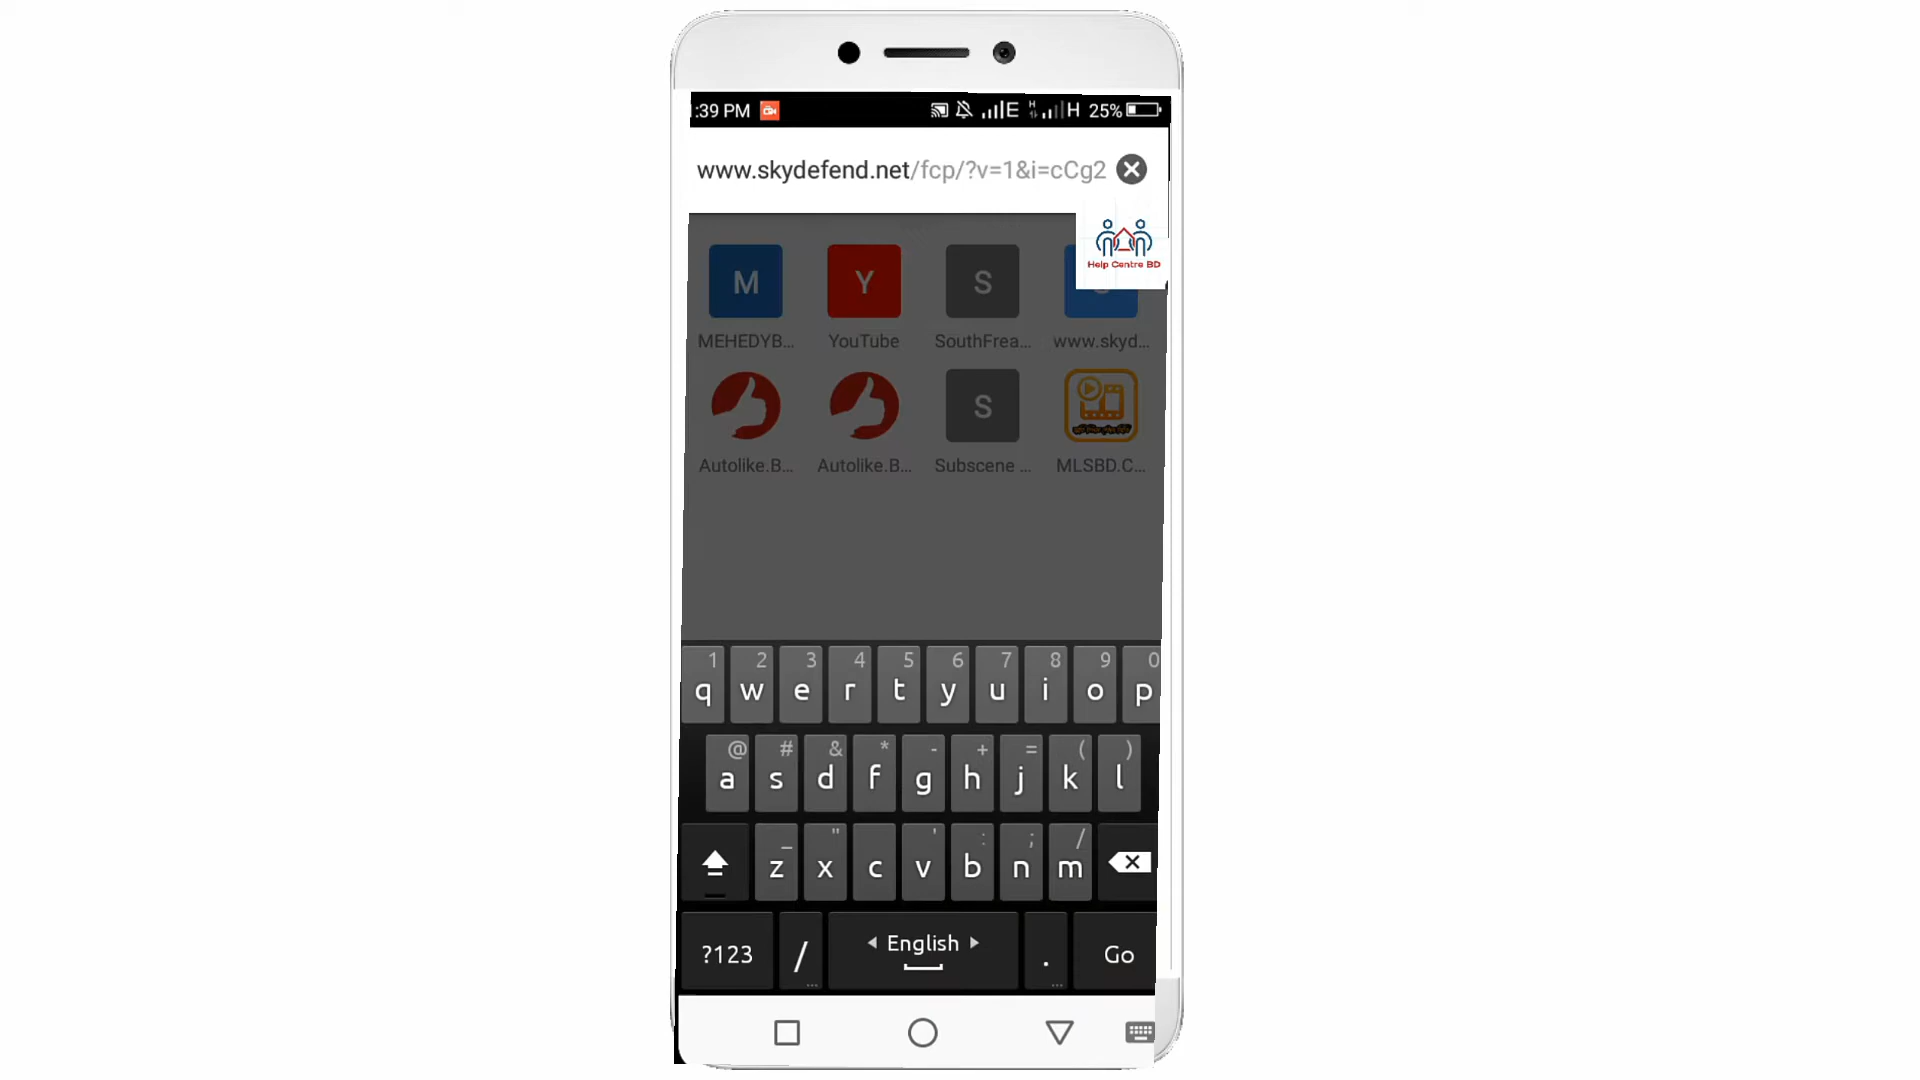 :39 PM E H H 25%
www.skydefend.net/fcp/?v=1&i=cCg2
Help Centre BD
M Y S
MEHEDYB... YouTube SouthFrea... www.skyd...
S
Autolike.B... Autolike.B... Subscene ... MLSBD.C...
1 2 3 4 5 6 7 8 9 0
q w e r t y u i o p
@ # & * - + = ( )
a s d f g h j k l
_ " ' : ; /
z x c v b n m
?123 / English . Go